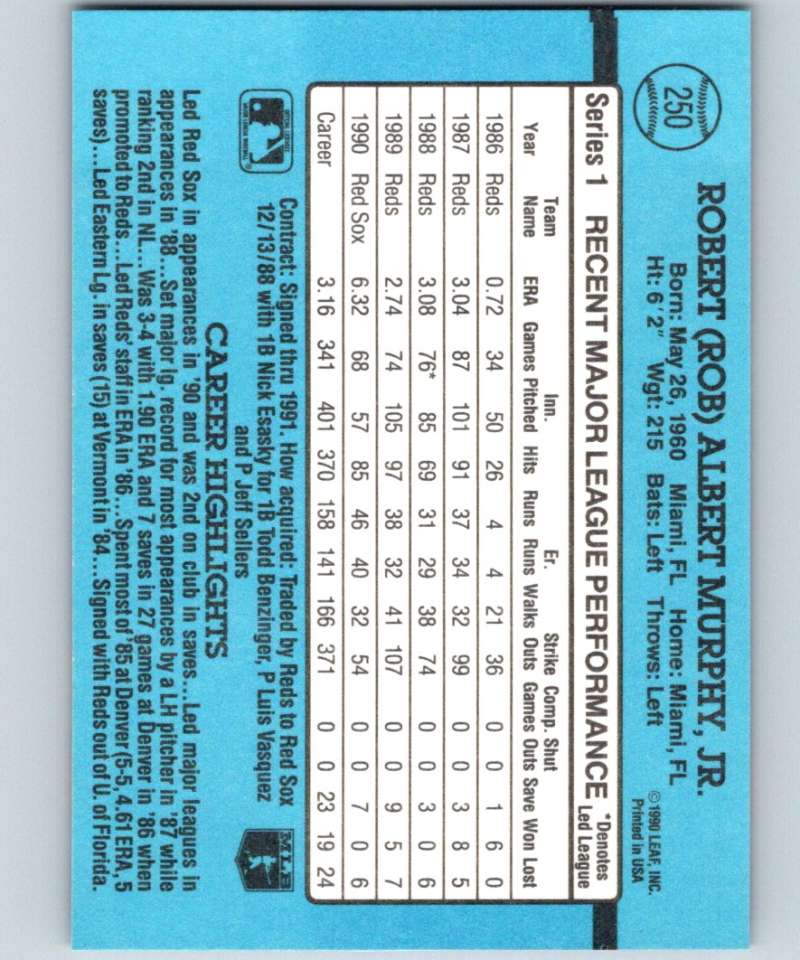 250
ROBERT (ROB) ALBERT MURPHY, JR.
Born: May 26, 1960 Miami, FL Home: Miami, FL
Ht: 6' 2" Wgt: 215 Bats: Left Throws: Left
© 1990 LEAF, INC.
Printed in USA
Series 1 RECENT MAJOR LEAGUE PERFORMANCE *Denotes Led League
Year Team Name ERA Games Inn. Pitched Hits Runs Er. Runs Walks Strike Outs Comp. Games Shut Outs Save Won Lost
1986 Reds 0.72 34 50 26 4 4 21 36 0 0 1 6 0
1987 Reds 3.04 87 101 91 37 34 32 99 0 0 3 8 5
1988 Reds 3.08 76* 85 69 31 29 38 74 0 0 3 0 6
1989 Reds 2.74 74 105 97 38 32 41 107 0 0 9 5 7
1990 Red Sox 6.32 68 57 85 46 40 32 54 0 0 7 0 6
Career 3.16 341 401 370 158 141 166 371 0 0 23 19 24
Contract: Signed thru 1991. How acquired: Traded by Reds to Red Sox
12/13/88 with 1B Nick Esasky for 1B Todd Benzinger, P Luis Vasquez
and P Jeff Sellers
MLB
CAREER HIGHLIGHTS
Led Red Sox in appearances in '90 and was 2nd on club in saves...Led major leagues in
appearances in '88...Set major lg. record for most appearances by a LH pitcher in '87 while
ranking 2nd in NL...Was 3-4 with 1.90 ERA and 7 saves in 27 games at Denver in '86 when
promoted to Reds...Led Reds' staff in ERA in '86...Spent most of '85 at Denver (5-5, 4.61 ERA, 5
saves)...Led Eastern Lg. in saves (15) at Vermont in '84...Signed with Reds out of U. of Florida.